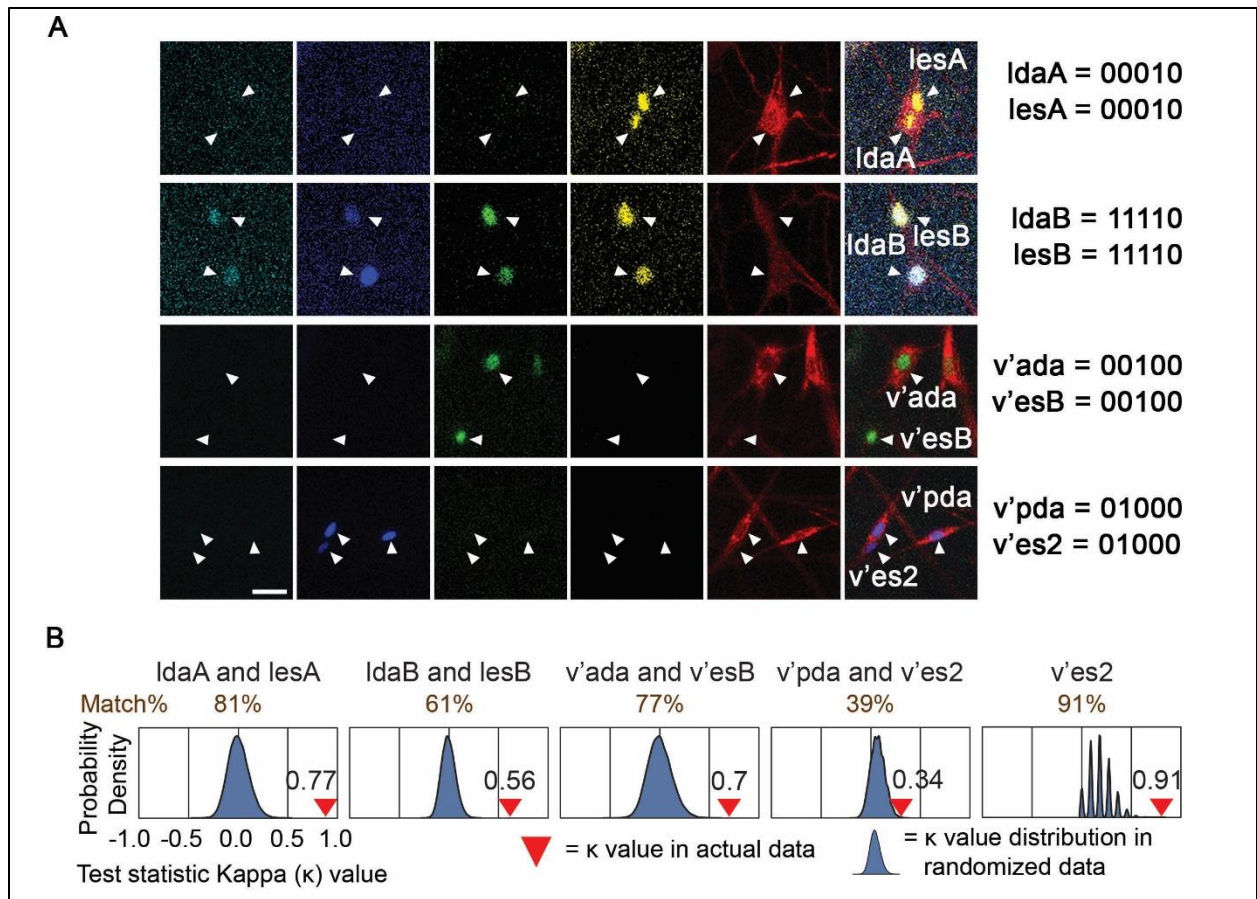 A
lesA
ldaA
ldaA = 00010
lesA = 00010
ldaB
lesB
ldaB = 11110
lesB = 11110
v'ada
v'esB
v'ada = 00100
v'esB = 00100
v'pda
v'es2
v'pda = 01000
v'es2 = 01000
B
ldaA and lesA
ldaB and lesB
v'ada and v'esB
v'pda and v'es2
v'es2
Match%
81%
61%
77%
39%
91%
Probability
Density
0.77
0.56
0.7
0.34
0.91
-1.0 -0.5 0.0 0.5 1.0
Test statistic Kappa (κ) value
= κ value in actual data
= κ value distribution in
randomized data